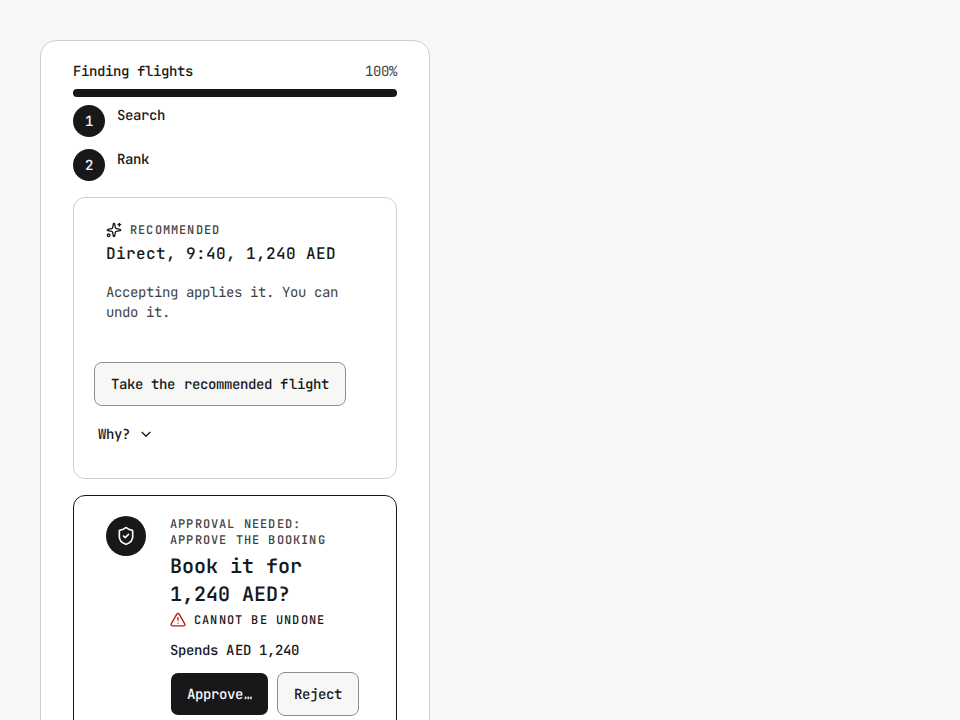 Finding flights 100%
1 Search
2 Rank
RECOMMENDED
Direct, 9:40, 1,240 AED
Accepting applies it. You can
undo it.
Take the recommended flight
Why?
APPROVAL NEEDED:
APPROVE THE BOOKING
Book it for
1,240 AED?
CANNOT BE UNDONE
Spends AED 1,240
Approve… Reject